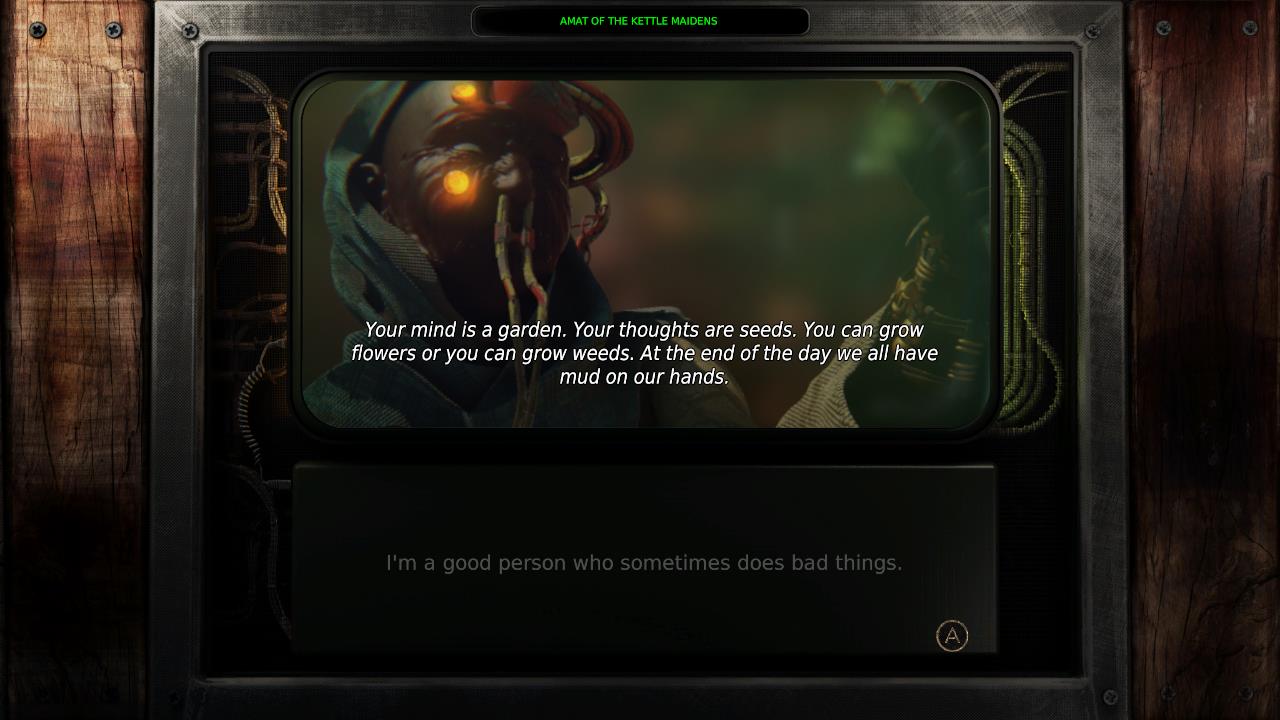 AMAT OF THE KETTLE MAIDENS
Your mind is a garden. Your thoughts are seeds. You can grow
flowers or you can grow weeds. At the end of the day we all have
mud on our hands.
I'm a good person who sometimes does bad things.
A